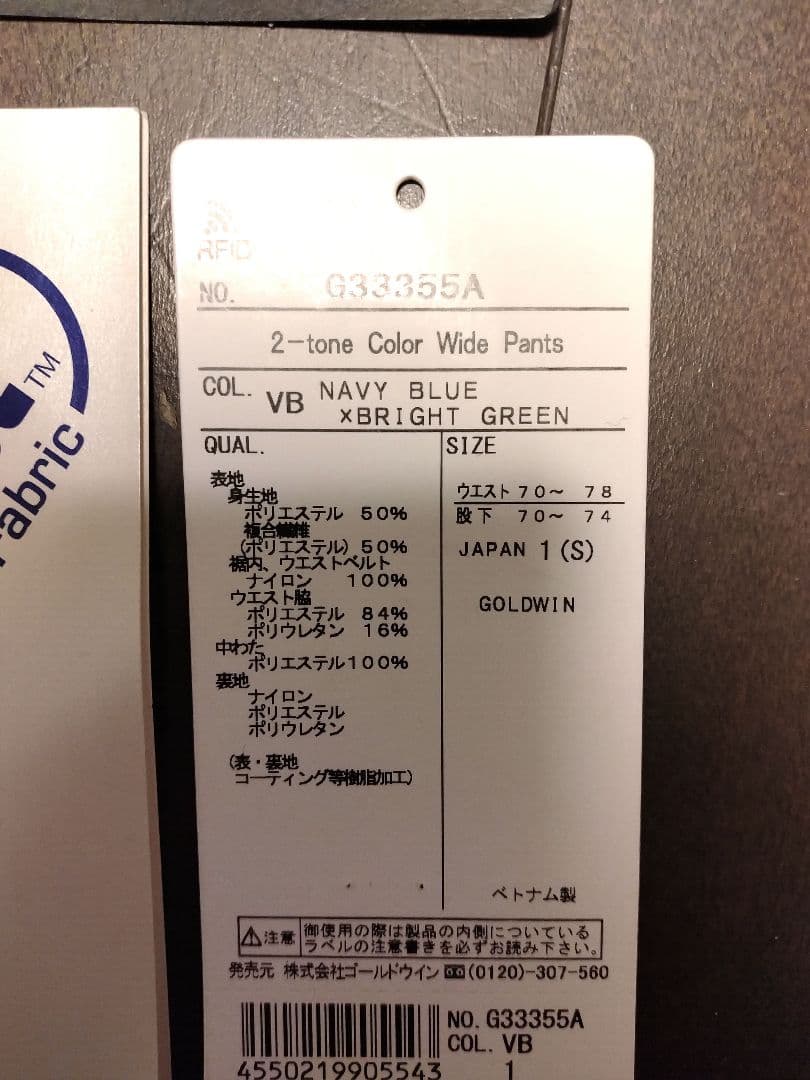 TM
Fabric
RFID
NO. G33355A
2-tone Color Wide Pants
COL. VB NAVY BLUE
×BRIGHT GREEN
QUAL.
表地
身生地
ポリエステル 50%
複合繊維
(ポリエステル) 50%
裾内、ウエストベルト
ナイロン 100%
ウエスト脇
ポリエステル 84%
ポリウレタン 16%
中わた
ポリエステル100%
裏地
ナイロン
ポリエステル
ポリウレタン
(表・裏地
コーティング等樹脂加工)
SIZE
ウエスト 70～ 78
股下 70～ 74
JAPAN 1(S)
GOLDWIN
ベトナム製
注意 御使用の際は製品の内側についている
ラベルの注意書きを必ずお読み下さい。
発売元 株式会社ゴールドウイン (0120)-307-560
NO. G33355A
COL. VB
4550219905543 1